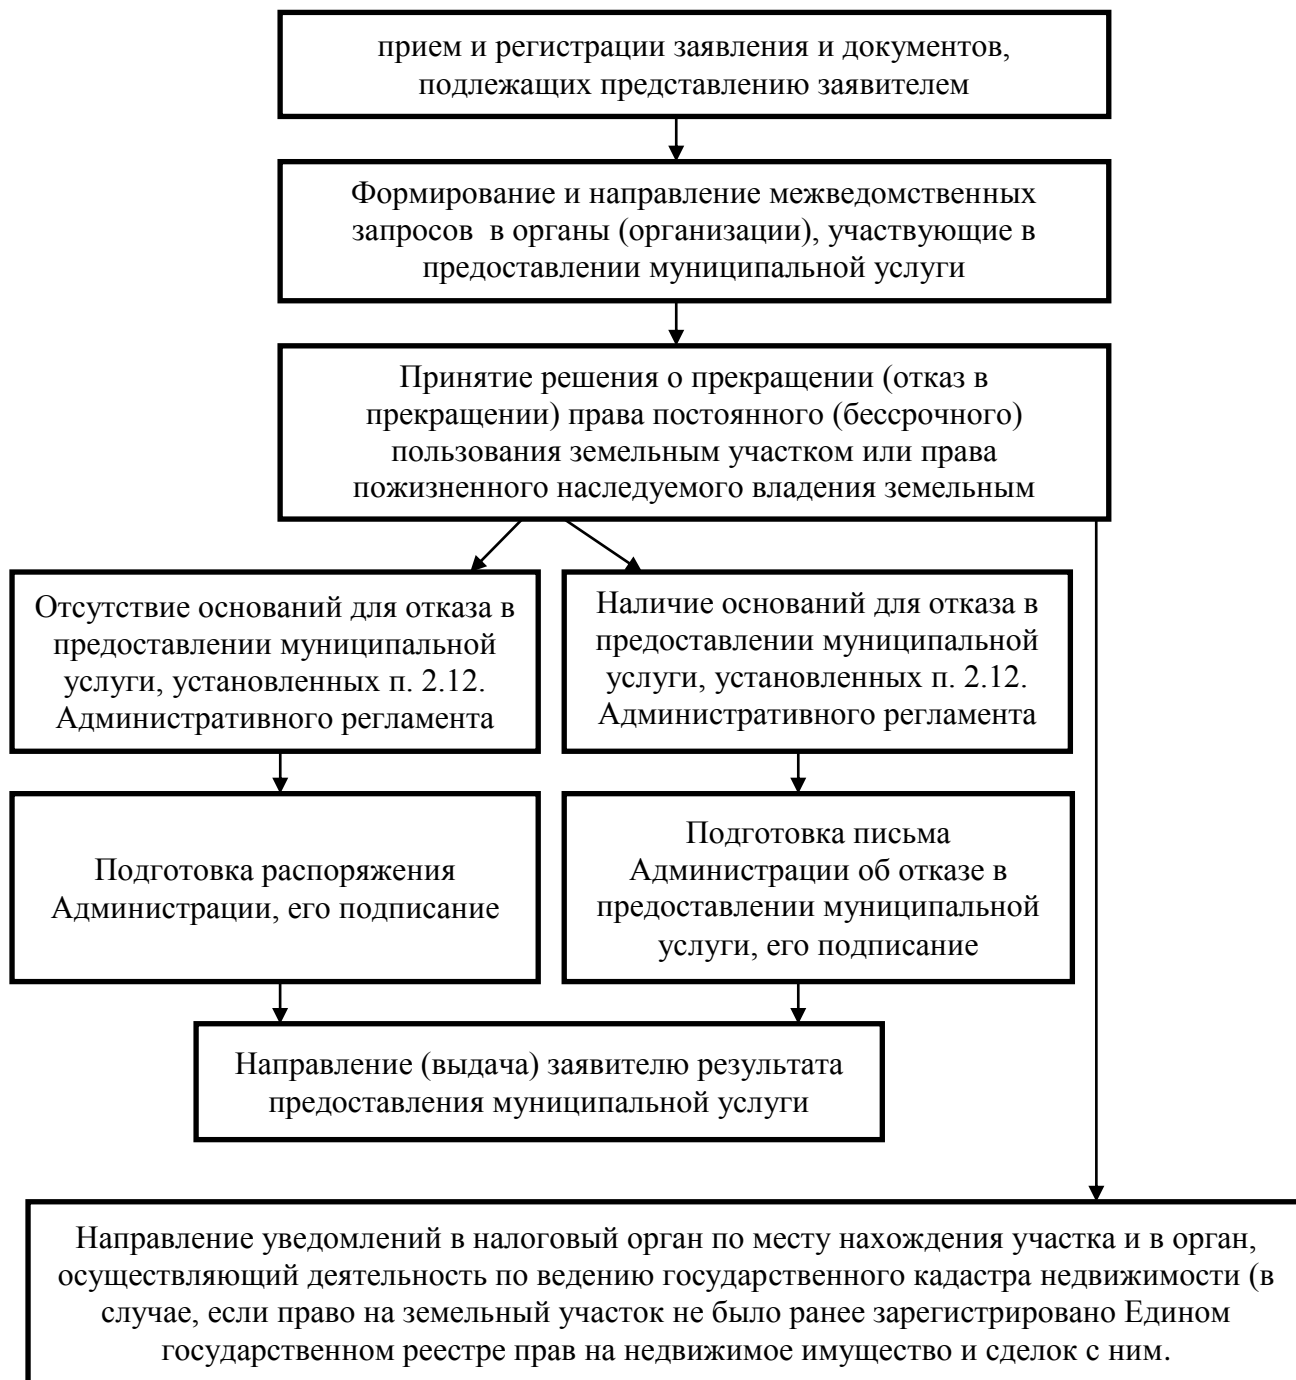 прием и регистрации заявления и документов,
подлежащих представлению заявителем
Формирование и направление межведомственных
запросов в органы (организации), участвующие в
предоставлении муниципальной услуги
Принятие решения о прекращении (отказ в
прекращении) права постоянного (бессрочного)
пользования земельным участком или права
пожизненного наследуемого владения земельным
Отсутствие оснований для отказа в
предоставлении муниципальной
услуги, установленных п. 2.12.
Административного регламента
Наличие оснований для отказа в
предоставлении муниципальной
услуги, установленных п. 2.12.
Административного регламента
Подготовка распоряжения
Администрации, его подписание
Подготовка письма
Администрации об отказе в
предоставлении муниципальной
услуги, его подписание
Направление (выдача) заявителю результата
предоставления муниципальной услуги
Направление уведомлений в налоговый орган по месту нахождения участка и в орган,
осуществляющий деятельность по ведению государственного кадастра недвижимости (в
случае, если право на земельный участок не было ранее зарегистрировано Едином
государственном реестре прав на недвижимое имущество и сделок с ним.